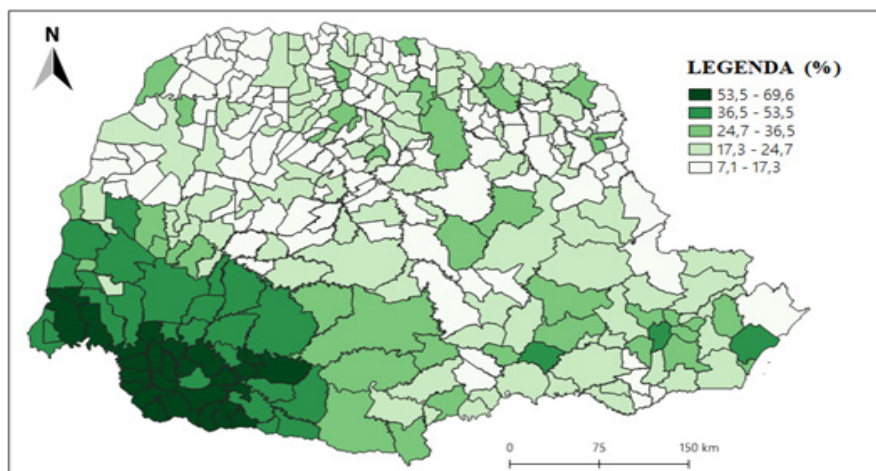 N
LEGENDA (%)
53,5 - 69,6
36,5 - 53,5
24,7 - 36,5
17,3 - 24,7
7,1 - 17,3
0 75 150 km